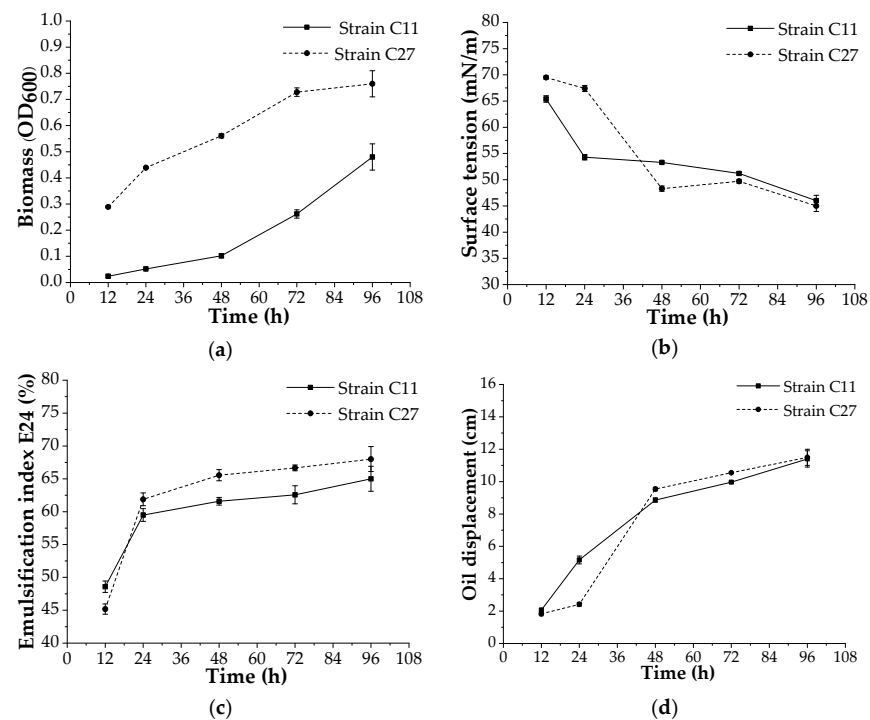 Strain C11
Strain C27
Biomass (OD600)
1.0
0.9
0.8
0.7
0.6
0.5
0.4
0.3
0.2
0.1
0.0
0 12 24 36 48 60 72 84 96 108
Time (h)
(a)
Strain C11
Strain C27
Surface tension (mN/m)
80
75
70
65
60
55
50
45
40
35
30
0 12 24 36 48 60 72 84 96 108
Time (h)
(b)
Strain C11
Strain C27
Emulsification index E24 (%)
80
75
70
65
60
55
50
45
40
0 12 24 36 48 60 72 84 96 108
Time (h)
(c)
Strain C11
Strain C27
Oil displacement (cm)
16
14
12
10
8
6
4
2
0
0 12 24 36 48 60 72 84 96 108
Time (h)
(d)